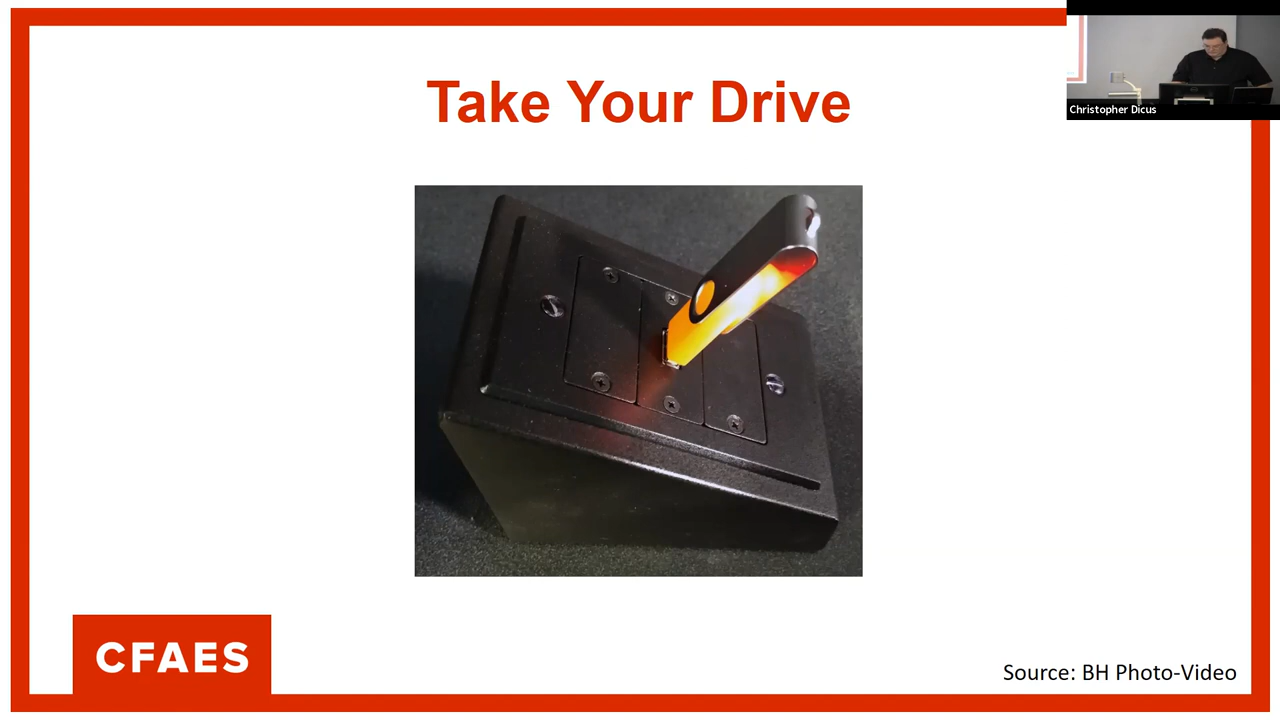 Take Your Drive
Christopher Dicus
CFAES
Source: BH Photo-Video